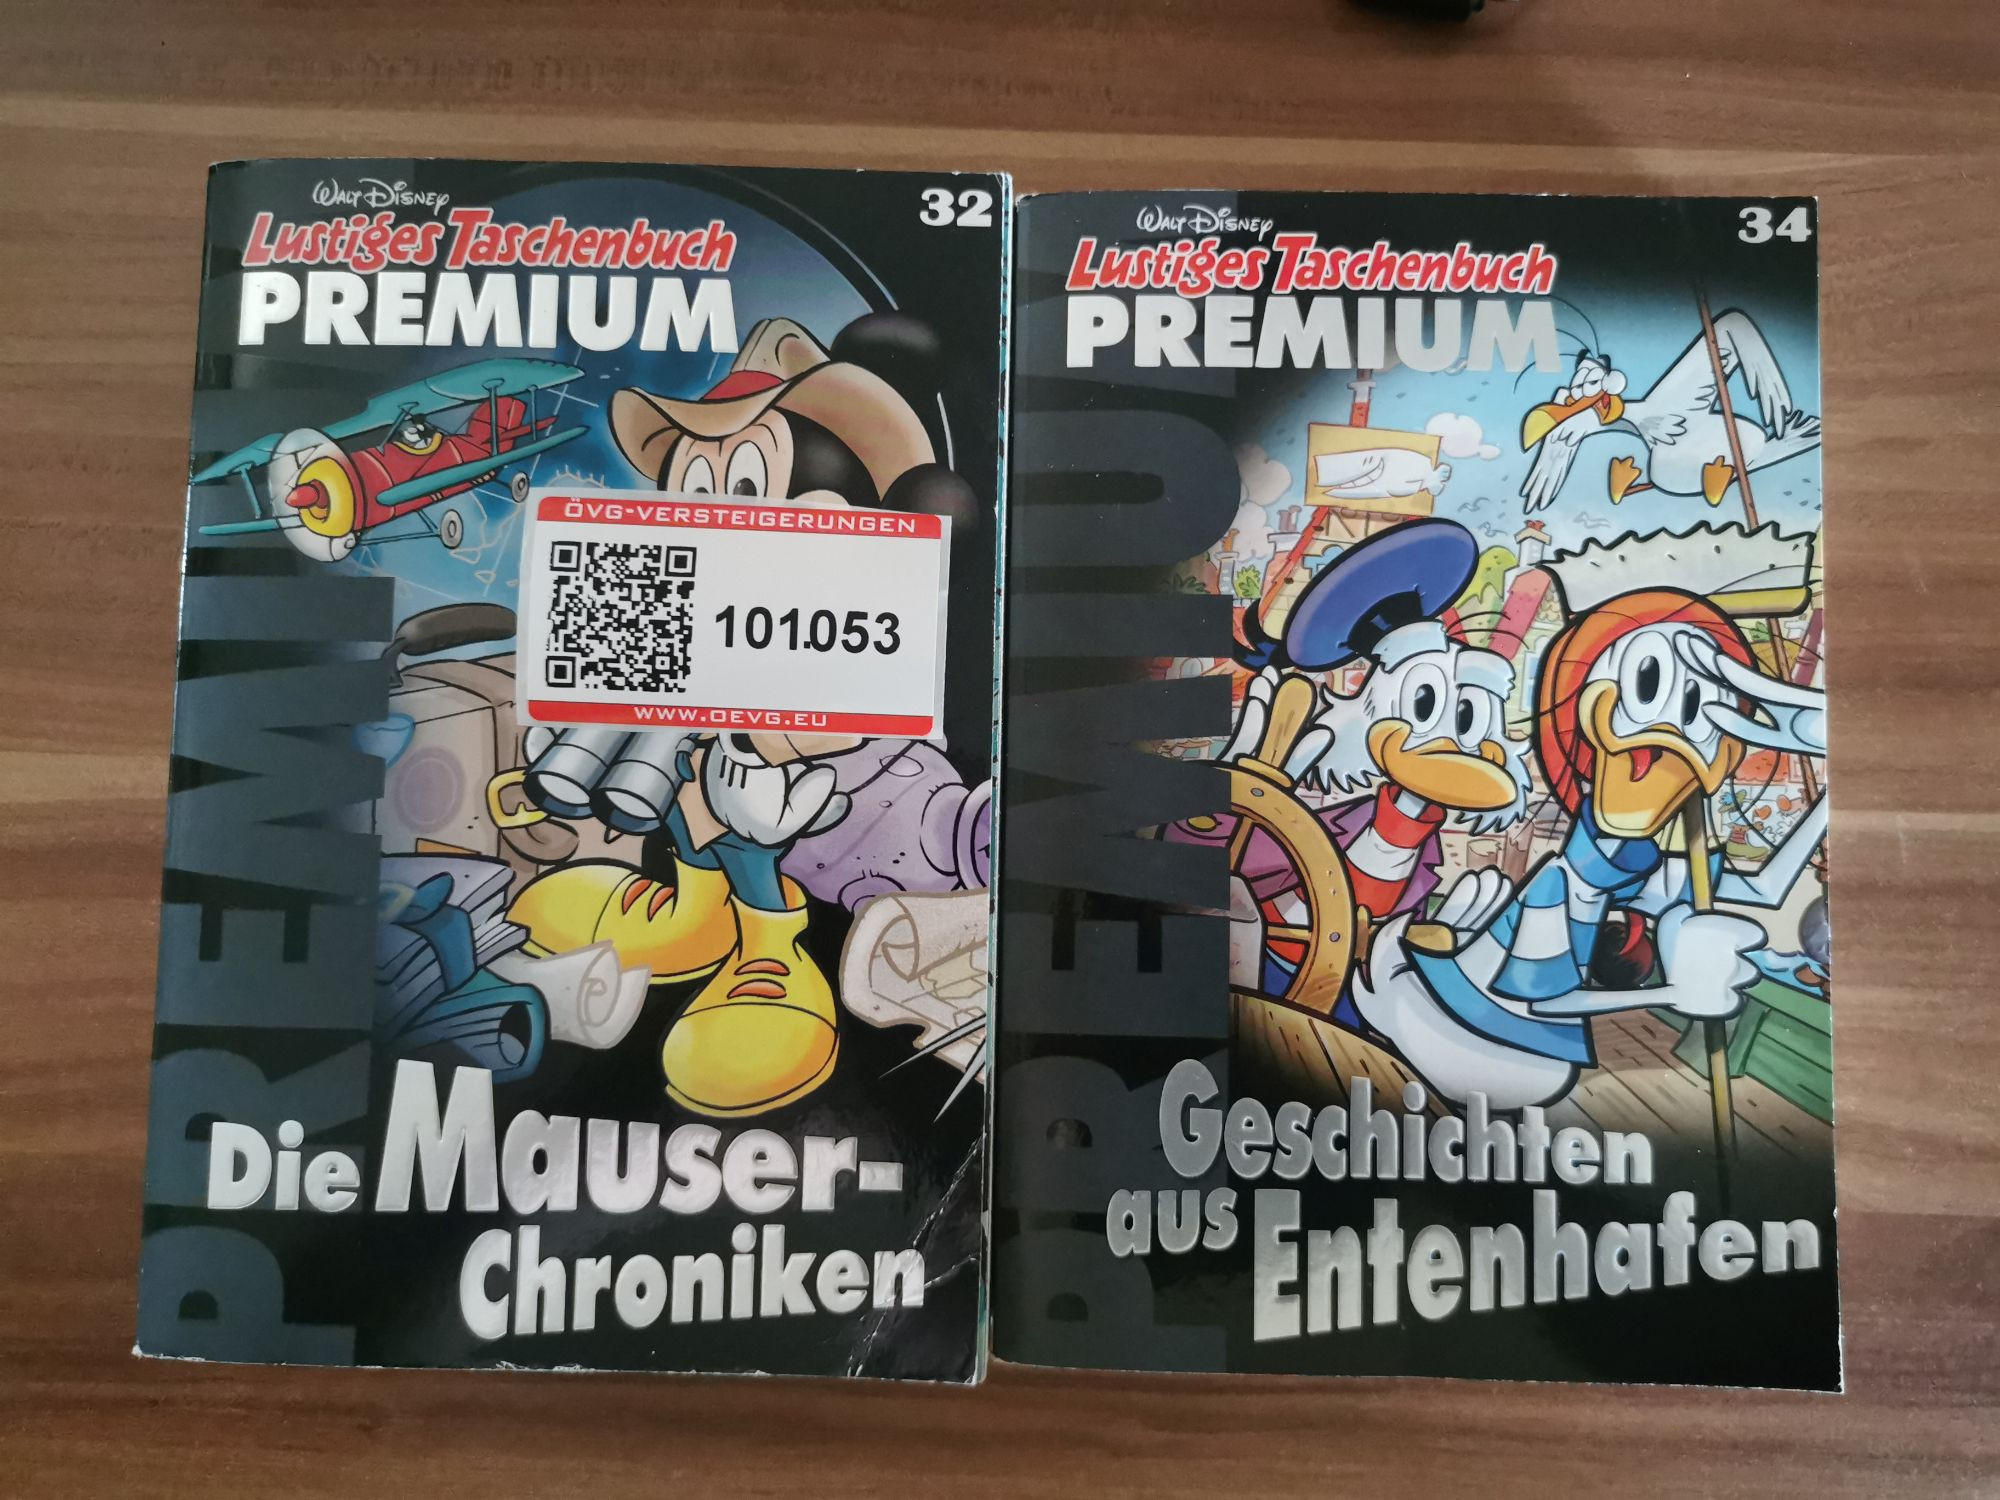 WALT DISNEY
32
Lustiges Taschenbuch
PREMIUM
PREMIUM
ÖVG-VERSTEIGERUNGEN
101.053
WWW.OEVG.EU
Die Mauser-
Chroniken
WALT DISNEY
34
Lustiges Taschenbuch
PREMIUM
PREMIUM
Geschichten
aus Entenhafen